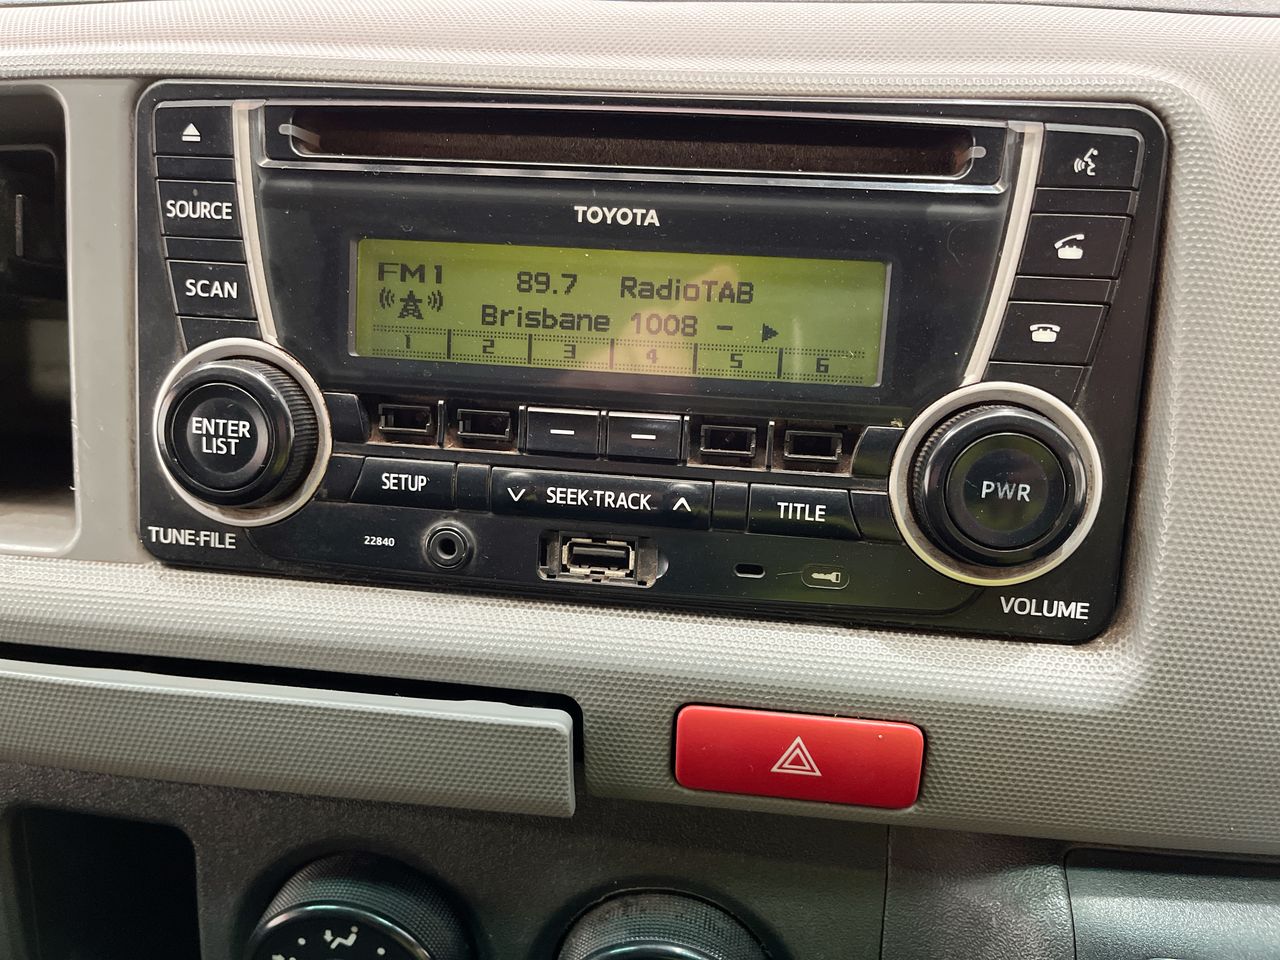 TOYOTA
SOURCE
SCAN
FM1 89.7 RadioTAB
Brisbane 1008 -
1 2 3 4 5 6
ENTER
LIST
SETUP
SEEK·TRACK
TITLE
PWR
TUNE·FILE
22840
VOLUME